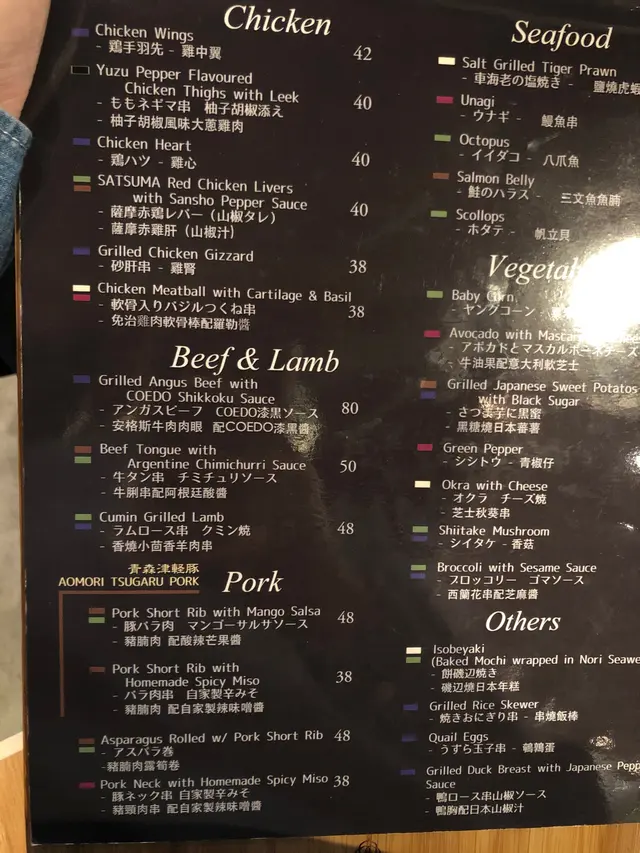 Chicken
Chicken Wings
- 鶏手羽先 - 雞中翼
42
Yuzu Pepper Flavoured
Chicken Thighs with Leek
- ももネギマ串 柚子胡椒添え
- 柚子胡椒風味大蔥雞肉
40
Chicken Heart
- 鶏ハツ - 雞心
40
SATSUMA Red Chicken Livers
with Sansho Pepper Sauce
- 薩摩赤鶏レバー (山椒タレ)
- 薩摩赤雞肝 (山椒汁)
40
Grilled Chicken Gizzard
- 砂肝串 - 雞腎
38
Chicken Meatball with Cartilage & Basil
- 軟骨入りバジルつくね串
- 免治雞肉軟骨棒配羅勒醬
38
Beef & Lamb
Grilled Angus Beef with
COEDO Shikkoku Sauce
- アンガスビーフ COEDO漆黒ソース
- 安格斯牛肉肉眼 配COEDO漆黒醬
80
Beef Tongue with
Argentine Chimichurri Sauce
- 牛タン串 チミチュリソース
- 牛脷串配阿根廷酸醬
50
Cumin Grilled Lamb
- ラムロース串 クミン焼
- 香燒小茴香羊肉串
48
青森津軽豚
AOMORI TSUGARU PORK
Pork
Pork Short Rib with Mango Salsa
- 豚バラ肉 マンゴーサルサソース
- 豬腩肉 配酸辣芒果醬
48
Pork Short Rib with
Homemade Spicy Miso
- バラ肉串 自家製辛みそ
- 豬腩肉 配自家製辣味噌醬
38
Asparagus Rolled w/ Pork Short Rib
- アスパラ巻
-豬腩肉露筍卷
48
Pork Neck with Homemade Spicy Miso
- 豚ネック串 自家製辛みそ
- 豬頸肉串 配自家製辣味噌醬
38
Seafood
Salt Grilled Tiger Prawn
- 車海老の塩焼き - 鹽燒虎蝦
Unagi
- ウナギ - 鰻魚串
Octopus
- イイダコ - 八爪魚
Salmon Belly
- 鮭のハラス - 三文魚魚腩
Scollops
- ホタテ - 帆立貝
Baby Corn
- ヤングコーン
Avocado with
- アボカドとマスカルポーネチーズ
- 牛油果配意大利軟芝士
Grilled Japanese Sweet Potatos
with Black Sugar
- さつま芋に黒蜜
- 黑糖燒日本蕃薯
Green Pepper
- シシトウ - 青椒仔
Okra with Cheese
- オクラ チーズ焼
- 芝士秋葵串
Shiitake Mushroom
- シイタケ - 香菇
Broccoli with Sesame Sauce
- ブロッコリー ゴマソース
- 西蘭花串配芝麻醬
Others
Isobeyaki
(Baked Mochi wrapped in Nori
- 餅磯辺焼き
- 磯辺燒日本年糕
Grilled Rice Skewer
- 焼きおにぎり串 - 串燒飯棒
Quail Eggs
- うずら玉子串 - 鵪鶉蛋
Grilled Duck Breast with Japanese
Sauce
- 鴨ロース串山椒ソース
- 鴨胸配日本山椒汁